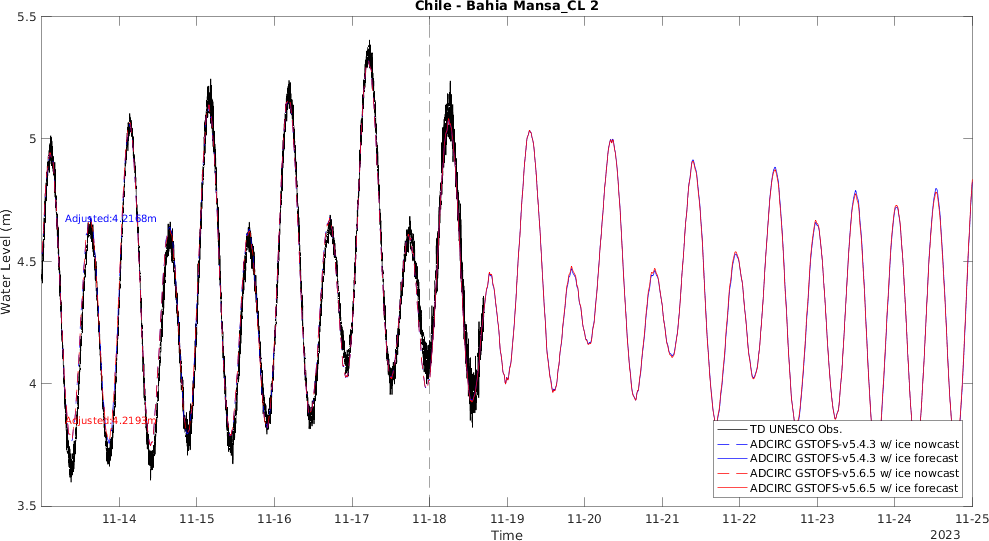 Chile - Bahia Mansa_CL 2
5.5
5
4.5
4
3.5
Water Level (m)
Adjusted:4.2168m
Adjusted:4.2193m
TD UNESCO Obs.
ADCIRC GSTOFS-v5.4.3 w/ ice nowcast
ADCIRC GSTOFS-v5.4.3 w/ ice forecast
ADCIRC GSTOFS-v5.6.5 w/ ice nowcast
ADCIRC GSTOFS-v5.6.5 w/ ice forecast
11-14 11-15 11-16 11-17 11-18 11-19 11-20 11-21 11-22 11-23 11-24 11-25
Time
2023